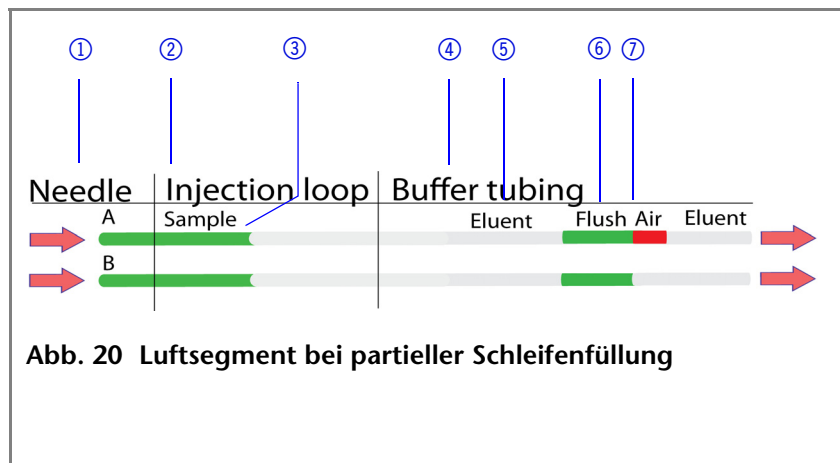 ① ② ③ ④ ⑤ ⑥ ⑦
Needle Injection loop Buffer tubing
A Sample Eluent Flush Air Eluent
B
Abb. 20 Luftsegment bei partieller Schleifenfüllung